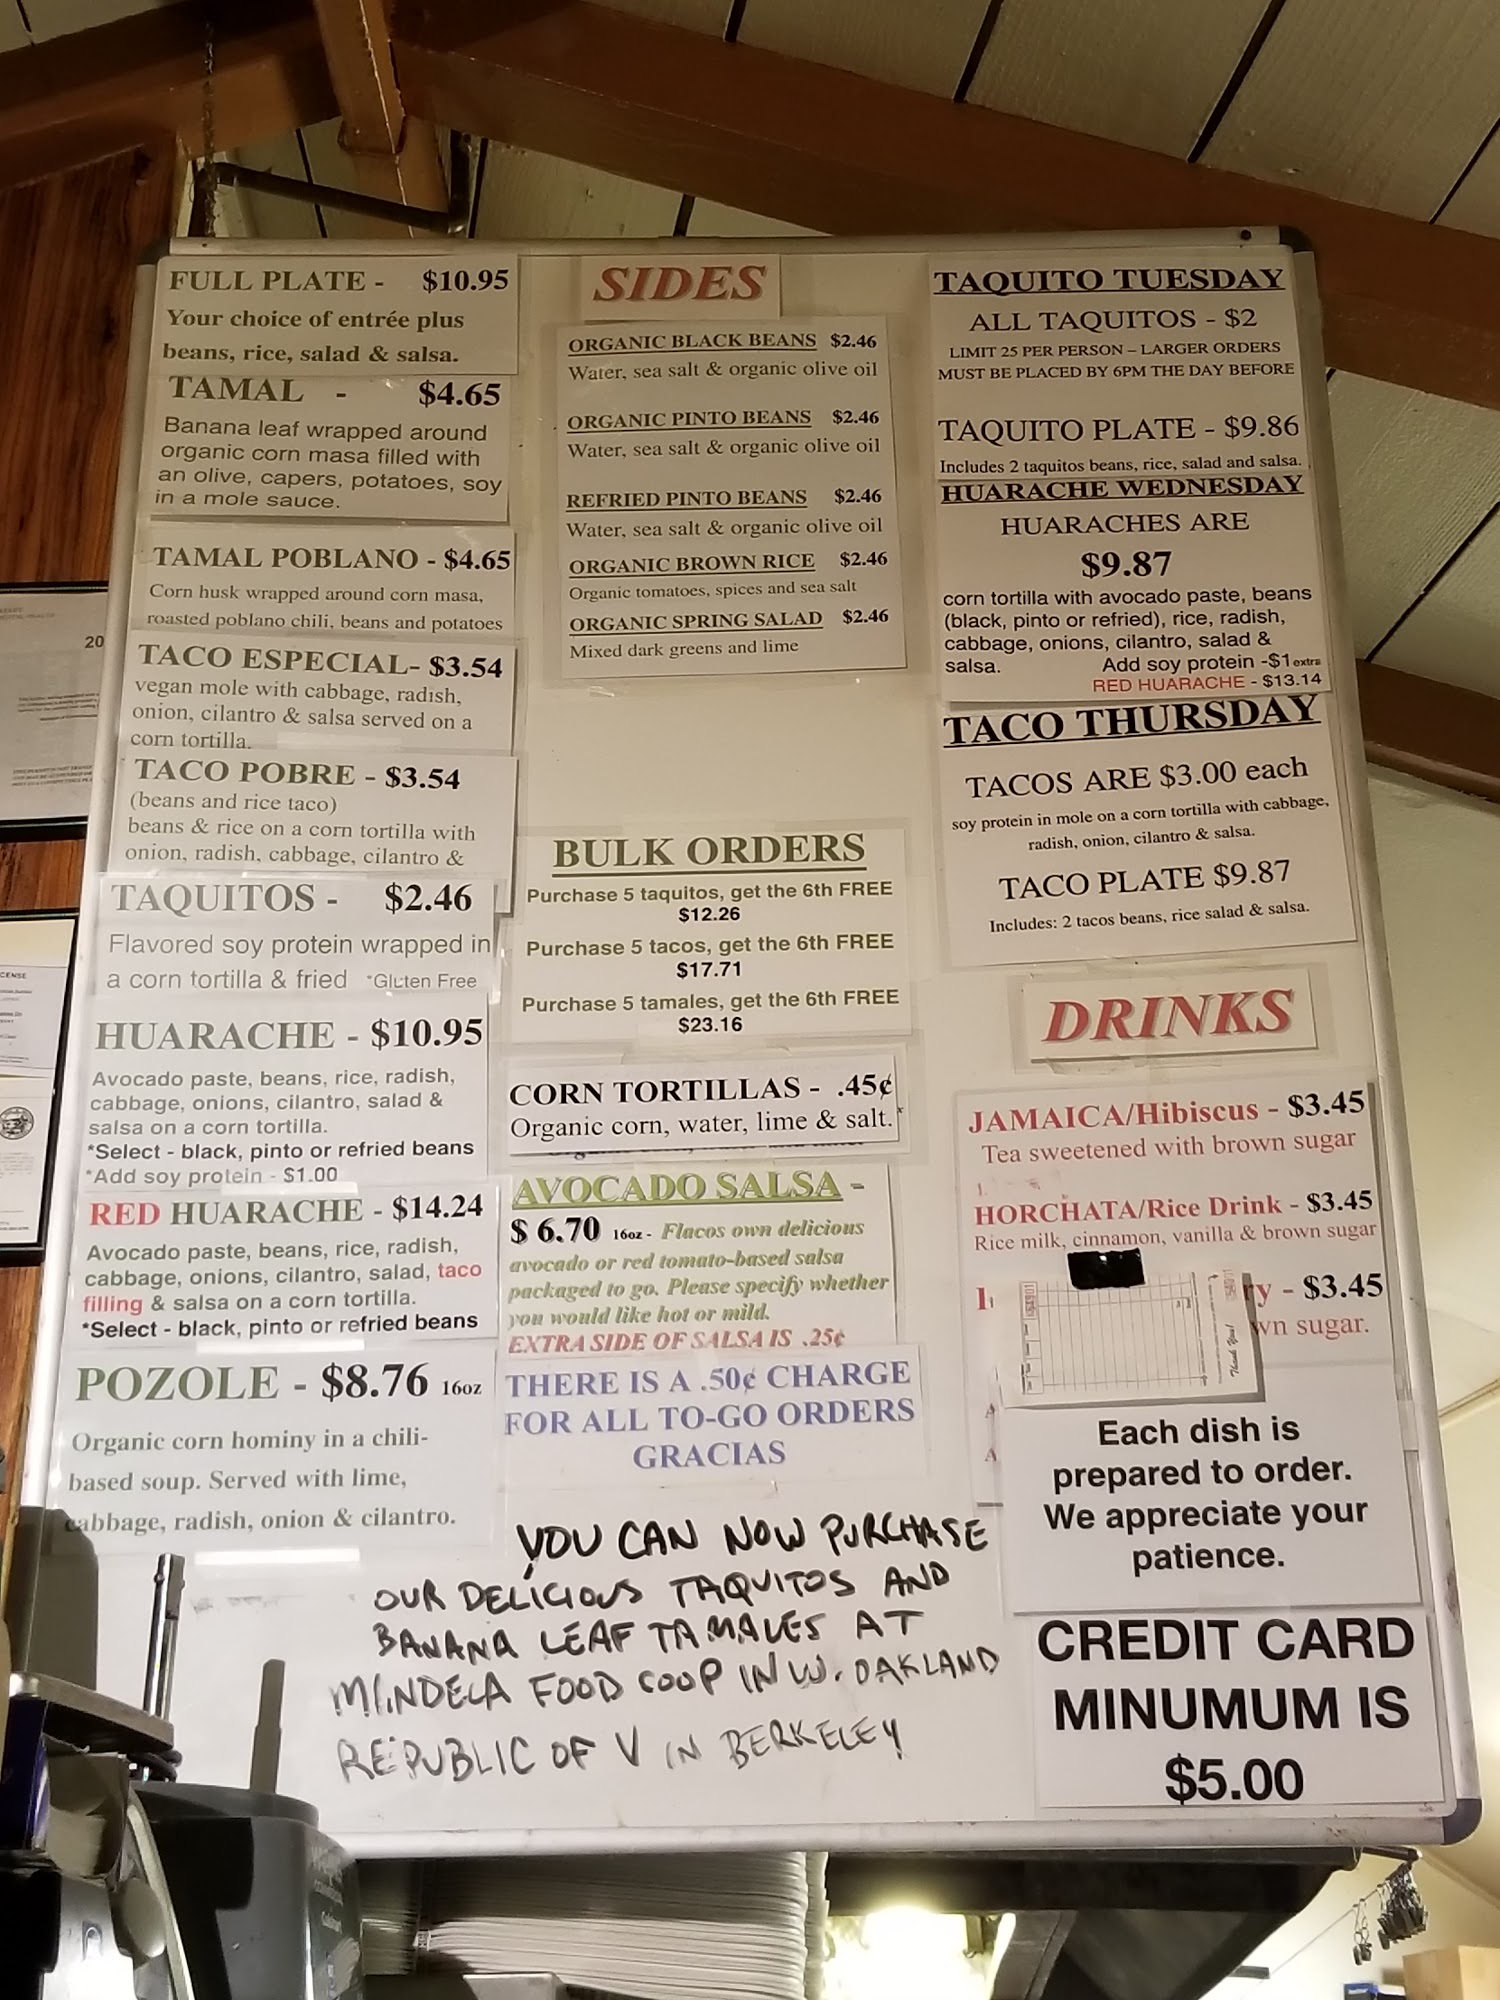 FULL PLATE - $10.95
Your choice of entrée plus
beans, rice, salad & salsa.
TAMAL - $4.65
Banana leaf wrapped around
organic corn masa filled with
an olive, capers, potatoes, soy
in a mole sauce.
TAMAL POBLANO - $4.65
Corn husk wrapped around corn masa,
roasted poblano chili, beans and potatoes
TACO ESPECIAL- $3.54
vegan mole with cabbage, radish,
onion, cilantro & salsa served on a
corn tortilla.
TACO POBRE - $3.54
(beans and rice taco)
beans & rice on a corn tortilla with
onion, radish, cabbage, cilantro &
TAQUITOS - $2.46
Flavored soy protein wrapped in
a corn tortilla & fried *Gluten Free
HUARACHE - $10.95
Avocado paste, beans, rice, radish,
cabbage, onions, cilantro, salad &
salsa on a corn tortilla.
*Select - black, pinto or refried beans
*Add soy protein - $1.00
RED HUARACHE - $14.24
Avocado paste, beans, rice, radish,
cabbage, onions, cilantro, salad, taco
filling & salsa on a corn tortilla.
*Select - black, pinto or refried beans
POZOLE - $8.76 16oz
Organic corn hominy in a chili-
based soup. Served with lime,
cabbage, radish, onion & cilantro.
SIDES
ORGANIC BLACK BEANS $2.46
Water, sea salt & organic olive oil
ORGANIC PINTO BEANS $2.46
Water, sea salt & organic olive oil
REFRIED PINTO BEANS $2.46
Water, sea salt & organic olive oil
ORGANIC BROWN RICE $2.46
Organic tomatoes, spices and sea salt
ORGANIC SPRING SALAD $2.46
Mixed dark greens and lime
BULK ORDERS
Purchase 5 taquitos, get the 6th FREE
$12.26
Purchase 5 tacos, get the 6th FREE
$17.71
Purchase 5 tamales, get the 6th FREE
$23.16
CORN TORTILLAS - .45¢
Organic corn, water, lime & salt.*
AVOCADO SALSA -
$ 6.70 16oz - Flacos own delicious
avocado or red tomato-based salsa
packaged to go. Please specify whether
you would like hot or mild.
EXTRA SIDE OF SALSA IS .25¢
THERE IS A .50¢ CHARGE
FOR ALL TO-GO ORDERS
GRACIAS
YOU CAN NOW PURCHASE
OUR DELICIOUS TAQUITOS AND
BANANA LEAF TAMALES AT
MINDELA FOOD COOP IN W. OAKLAND
REPUBLIC OF V IN BERKELEY
TAQUITO TUESDAY
ALL TAQUITOS - $2
LIMIT 25 PER PERSON – LARGER ORDERS
MUST BE PLACED BY 6PM THE DAY BEFORE
TAQUITO PLATE - $9.86
Includes 2 taquitos beans, rice, salad and salsa.
HUARACHE WEDNESDAY
HUARACHES ARE
$9.87
corn tortilla with avocado paste, beans
(black, pinto or refried), rice, radish,
cabbage, onions, cilantro, salad &
salsa. Add soy protein -$1 extra
RED HUARACHE - $13.14
TACO THURSDAY
TACOS ARE $3.00 each
soy protein in mole on a corn tortilla with cabbage,
radish, onion, cilantro & salsa.
TACO PLATE $9.87
Includes: 2 tacos beans, rice salad & salsa.
DRINKS
JAMAICA/Hibiscus - $3.45
Tea sweetened with brown sugar
HORCHATA/Rice Drink - $3.45
Rice milk, cinnamon, vanilla & brown sugar
ry - $3.45
wn sugar.
Thank You!
Each dish is
prepared to order.
We appreciate your
patience.
CREDIT CARD
MINUMUM IS
$5.00
20
CENSE